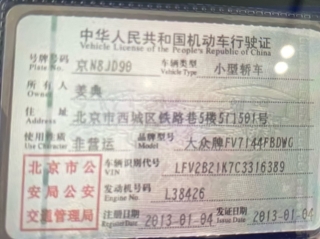 中华人民共和国机动车行驶证
Vehicle License of the People's Republic of China
号牌号码 京N8JD90 车辆类型 小型轿车
Plate No. Vehicle Type
所有人 姜典
Owner
住址 北京市西城区铁路巷5楼5门501号
Address
使用性质 非营运 品牌型号 大众牌FV7144FBDWG
Use Character Model
北京市公 车辆识别代号 LFV2B21K7C3316389
VIN
安局公安 发动机号码 L38426
Engine No.
交通管理局 注册日期 2013-01-04 发证日期 2013-01-04
Register Date Issue Date